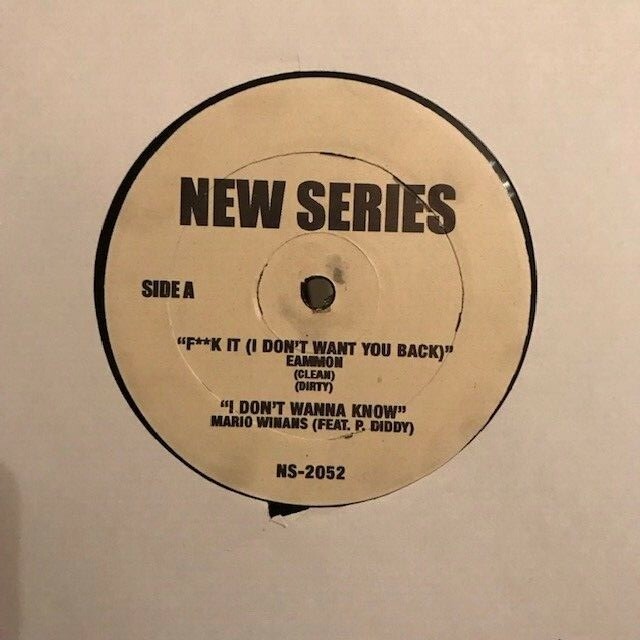 NEW SERIES
SIDE A
"F**K IT (I DON'T WANT YOU BACK)"
EAMMON
(CLEAN)
(DIRTY)
"I DON'T WANNA KNOW"
MARIO WINANS (FEAT. P. DIDDY)
NS-2052